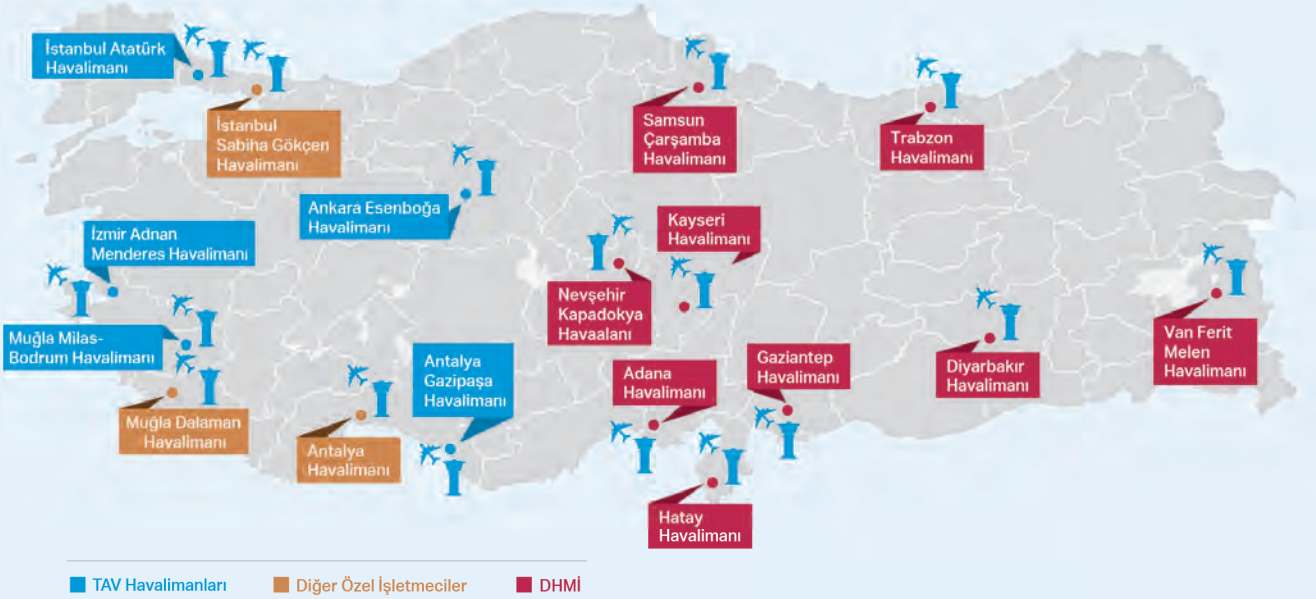 İstanbul Atatürk
Havalimanı
İstanbul
Sabiha Gökçen
Havalimanı
Samsun
Çarşamba
Havalimanı
Trabzon
Havalimanı
Ankara Esenboğa
Havalimanı
İzmir Adnan
Menderes Havalimanı
Kayseri
Havalimanı
Nevşehir
Kapadokya
Havaalanı
Muğla Milas-
Bodrum Havalimanı
Antalya
Gazipaşa
Havalimanı
Adana
Havalimanı
Gaziantep
Havalimanı
Diyarbakır
Havalimanı
Van Ferit
Melen
Havalimanı
Muğla Dalaman
Havalimanı
Antalya
Havalimanı
Hatay
Havalimanı
TAV Havalimanları
Diğer Özel İşletmeciler
DHMİ